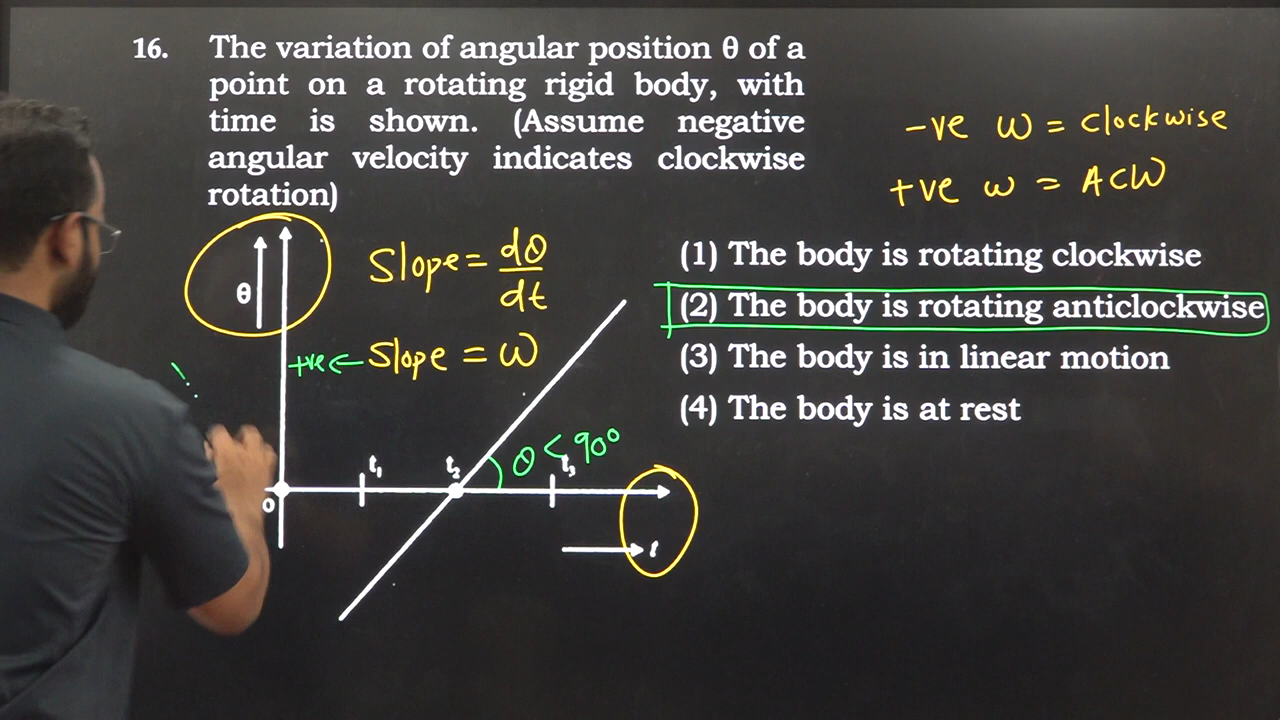 16. The variation of angular position θ of a
point on a rotating rigid body, with
time is shown. (Assume negative
angular velocity indicates clockwise
rotation)
-ve ω = clockwise
+ve ω = ACW
θ
Slope = dθ/dt
+ve ← Slope = ω
(1) The body is rotating clockwise
(2) The body is rotating anticlockwise
(3) The body is in linear motion
(4) The body is at rest
θ < 90°
t₁ t₂ t₃
0
t